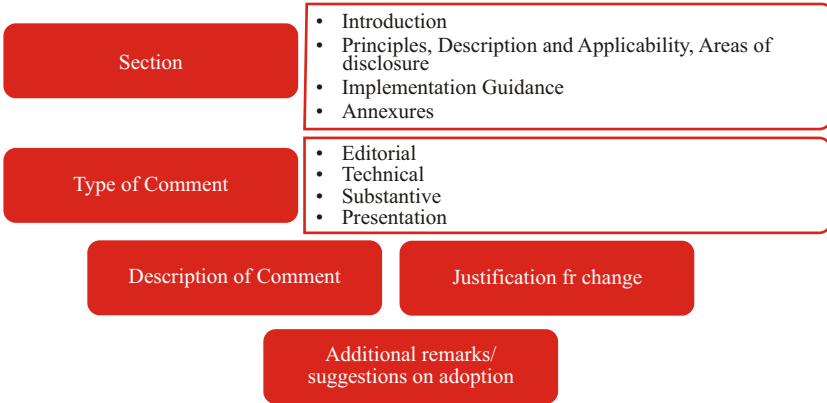 Section
• Introduction
• Principles, Description and Applicability, Areas of
disclosure
• Implementation Guidance
• Annexures
Type of Comment
• Editorial
• Technical
• Substantive
• Presentation
Description of Comment
Justification fr change
Additional remarks/
suggestions on adoption